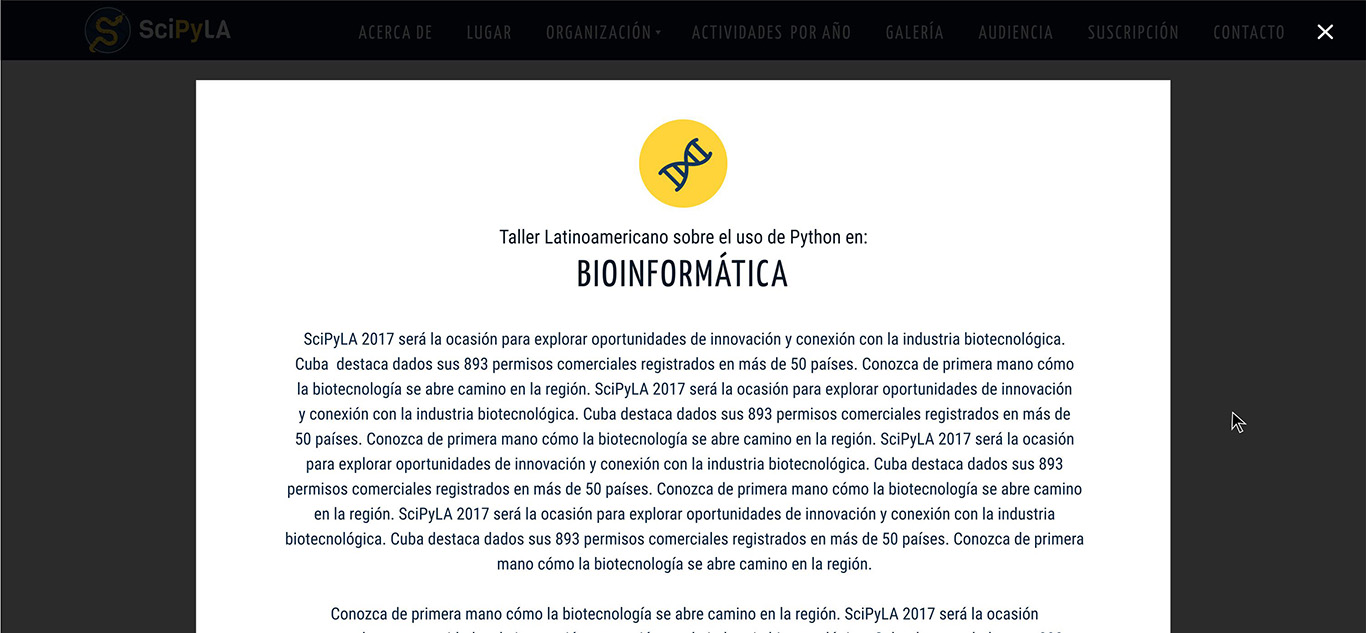 SciPyLA
ACERCA DE LUGAR ORGANIZACIÓN ACTIVIDADES POR AÑO GALERÍA AUDIENCIA SUSCRIPCIÓN CONTACTO
Taller Latinoamericano sobre el uso de Python en:
BIOINFORMÁTICA
SciPyLA 2017 será la ocasión para explorar oportunidades de innovación y conexión con la industria biotecnológica.
Cuba destaca dados sus 893 permisos comerciales registrados en más de 50 países. Conozca de primera mano cómo
la biotecnología se abre camino en la región. SciPyLA 2017 será la ocasión para explorar oportunidades de innovación
y conexión con la industria biotecnológica. Cuba destaca dados sus 893 permisos comerciales registrados en más de
50 países. Conozca de primera mano cómo la biotecnología se abre camino en la región. SciPyLA 2017 será la ocasión
para explorar oportunidades de innovación y conexión con la industria biotecnológica. Cuba destaca dados sus 893
permisos comerciales registrados en más de 50 países. Conozca de primera mano cómo la biotecnología se abre camino
en la región. SciPyLA 2017 será la ocasión para explorar oportunidades de innovación y conexión con la industria
biotecnológica. Cuba destaca dados sus 893 permisos comerciales registrados en más de 50 países. Conozca de primera
mano cómo la biotecnología se abre camino en la región.
Conozca de primera mano cómo la biotecnología se abre camino en la región. SciPyLA 2017 será la ocasión